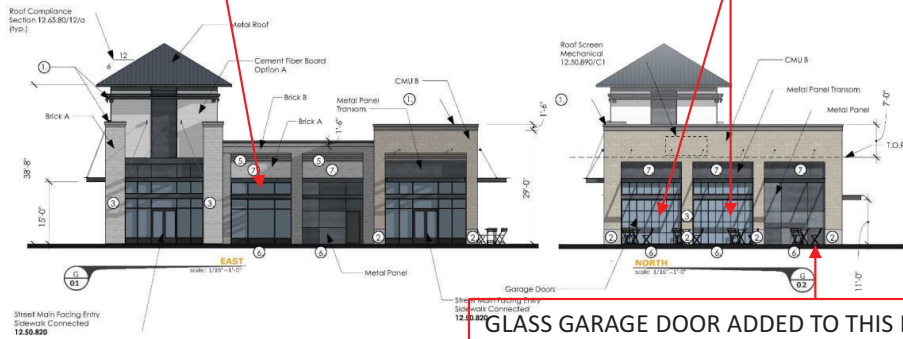 Roof Compliance
Section 12.65.80/12/a
(typ.)
12
6
Metal Roof
Cement Fiber Board
Option A
1.
Brick A
Brick B
Brick A
1'-6"
Metal Panel
Transom
CMU B
1.
1'-6"
38'-8"
15'-0"
29'-0"
5
7
5
7
3
3
2
2
6
6
EAST
scale: 1/16"=1'-0"
G
01
Metal Panel
Street Main Facing Entry
Sidewalk Connected
12.50.820
Street Main Facing Entry
Sidewalk Connected
12.50.820
Roof Screen
Mechanical
12.50.890/C1
CMU B
1.
Metal Panel Transoms
Metal Panel
7'-0"
T.O.R
7
7
7
3
2
2
2
2
6
6
6
NORTH
scale: 1/16"=1'-0"
G
02
11'-0"
Garage Doors
GLASS GARAGE DOOR ADDED TO THIS